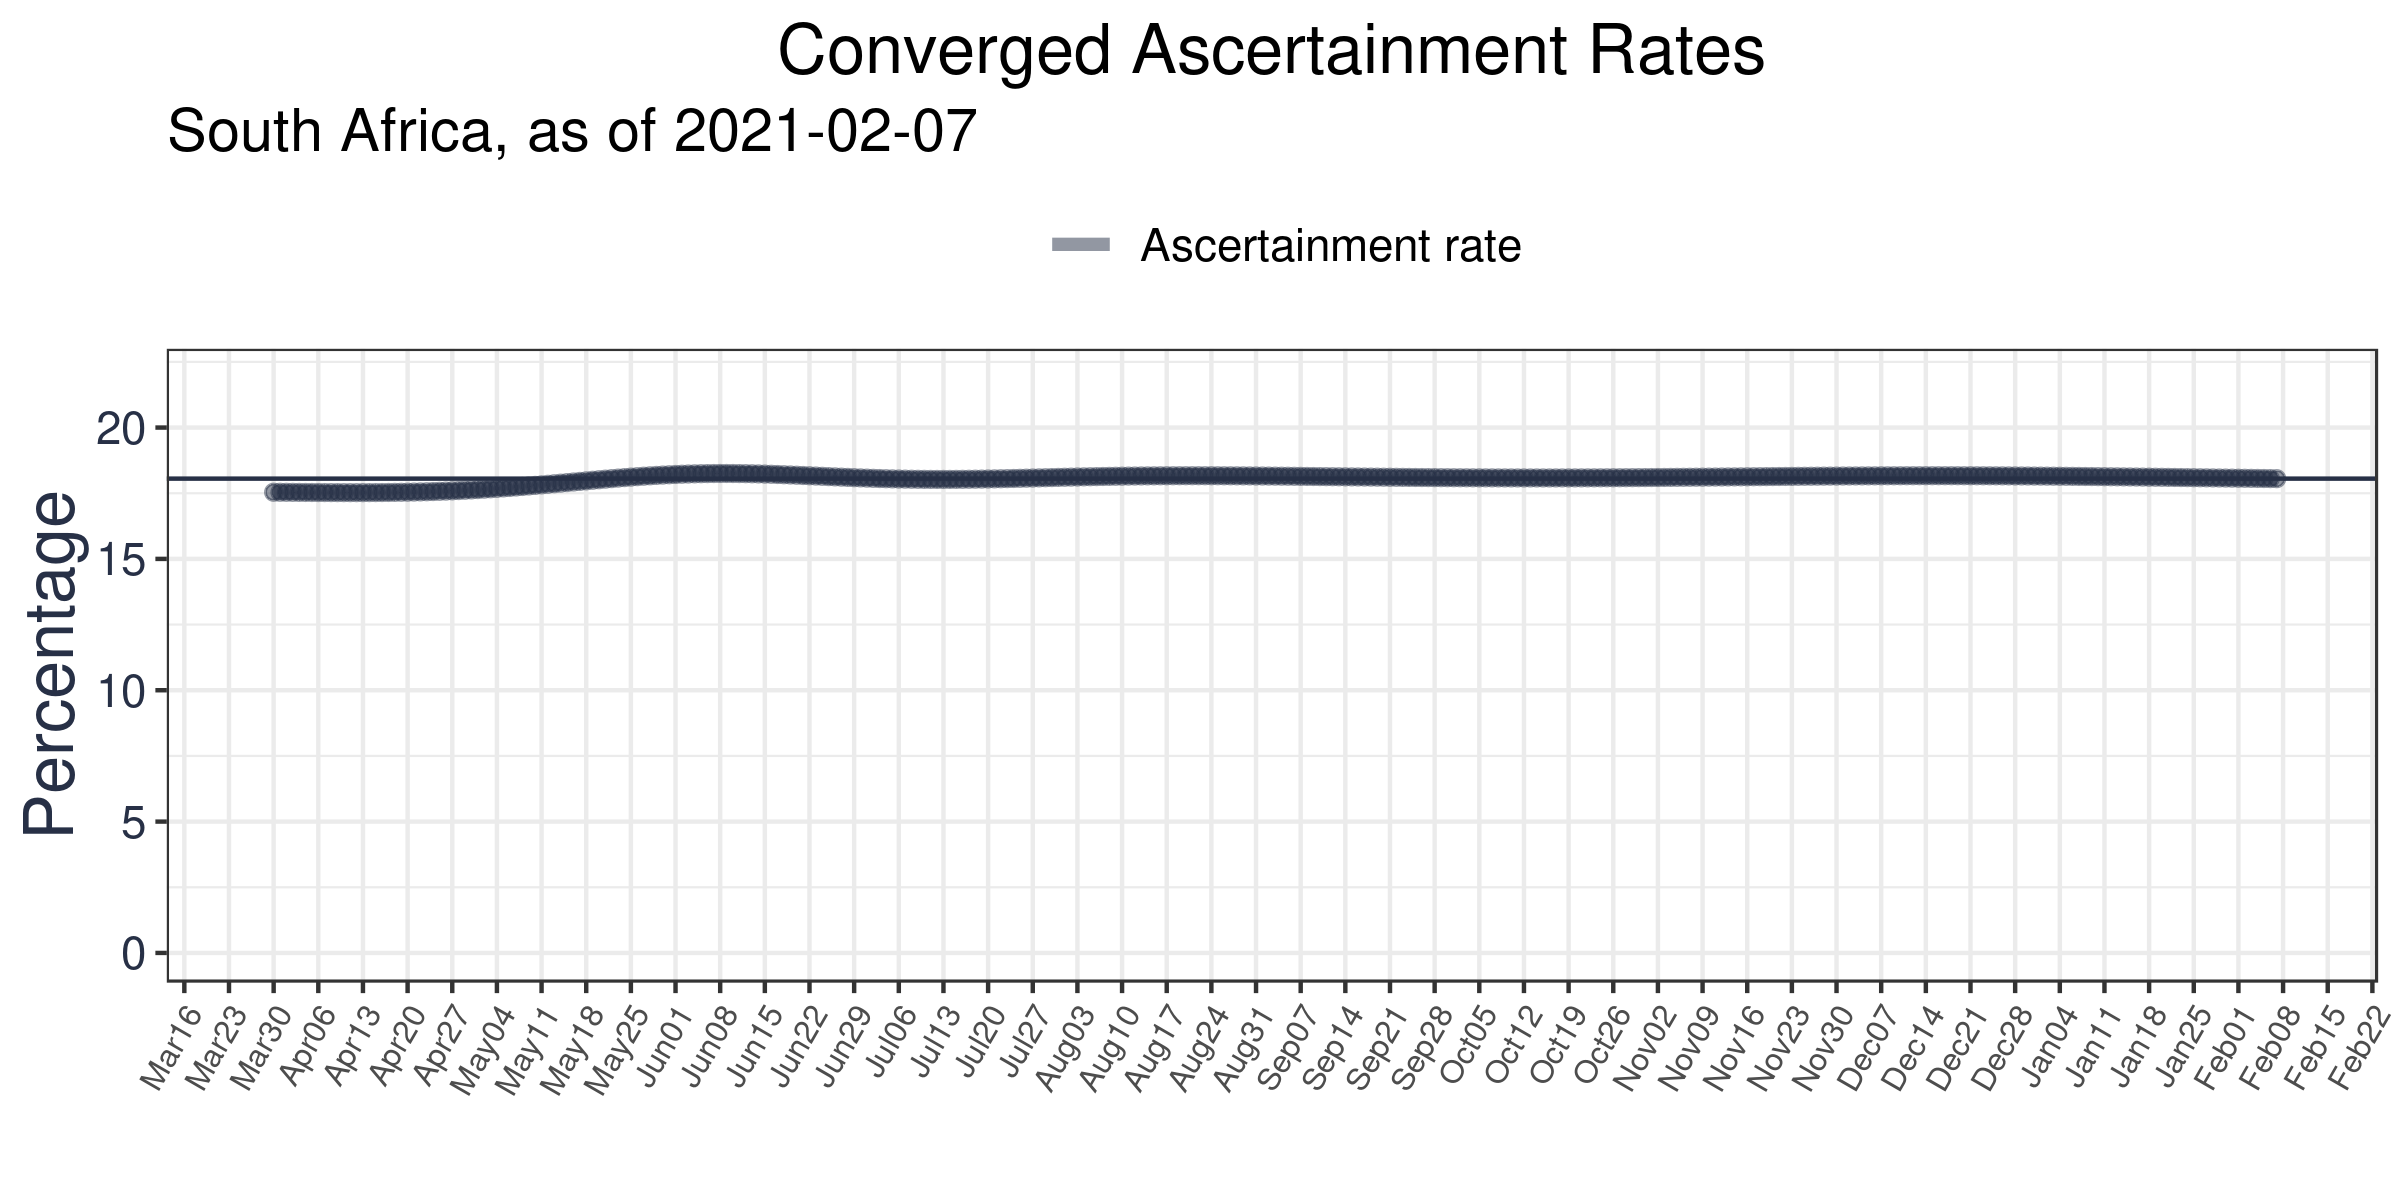 Converged Ascertainment Rates
South Africa, as of 2021-02-07
Ascertainment rate
Percentage
20
15
10
5
0
Mar16 Mar23 Mar30 Apr06 Apr13 Apr20 Apr27 May04 May11 May18 May25 Jun01 Jun08 Jun15 Jun22 Jun29 Jul06 Jul13 Jul20 Jul27 Aug03 Aug10 Aug17 Aug24 Aug31 Sep07 Sep14 Sep21 Sep28 Oct05 Oct12 Oct19 Oct26 Nov02 Nov09 Nov16 Nov23 Nov30 Dec07 Dec14 Dec21 Dec28 Jan04 Jan11 Jan18 Jan25 Feb01 Feb08 Feb15 Feb22